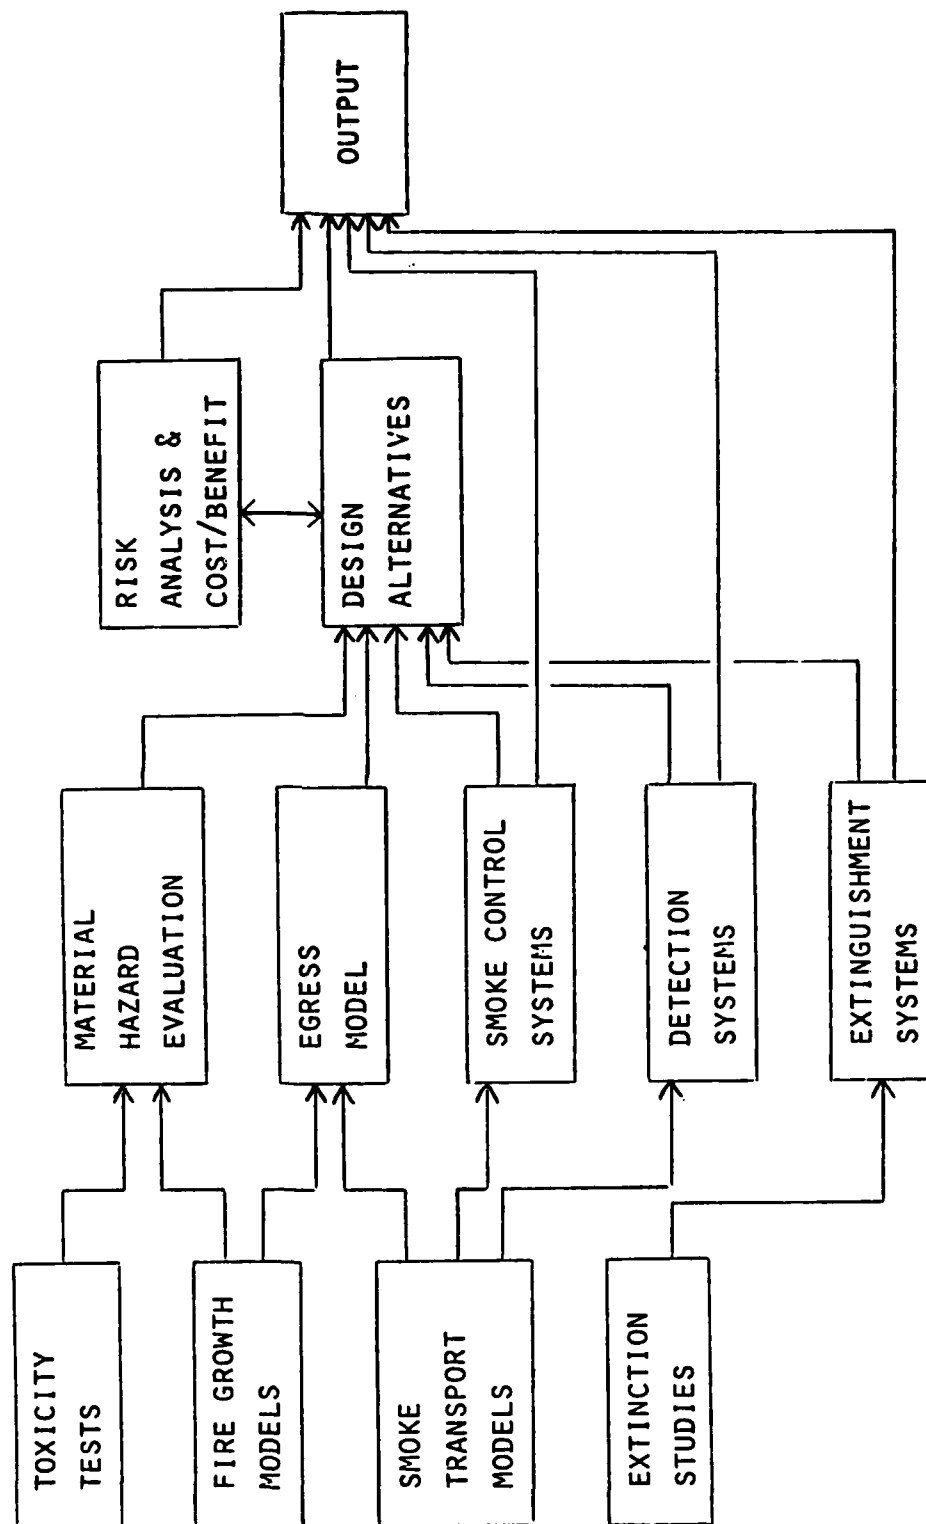 TOXICITY
TESTS
FIRE GROWTH
MODELS
SMOKE
TRANSPORT
MODELS
EXTINCTION
STUDIES
MATERIAL
HAZARD
EVALUATION
EGRESS
MODEL
SMOKE CONTROL
SYSTEMS
DETECTION
SYSTEMS
EXTINGUISHMENT
SYSTEMS
RISK
ANALYSIS &
COST/BENEFIT
DESIGN
ALTERNATIVES
OUTPUT